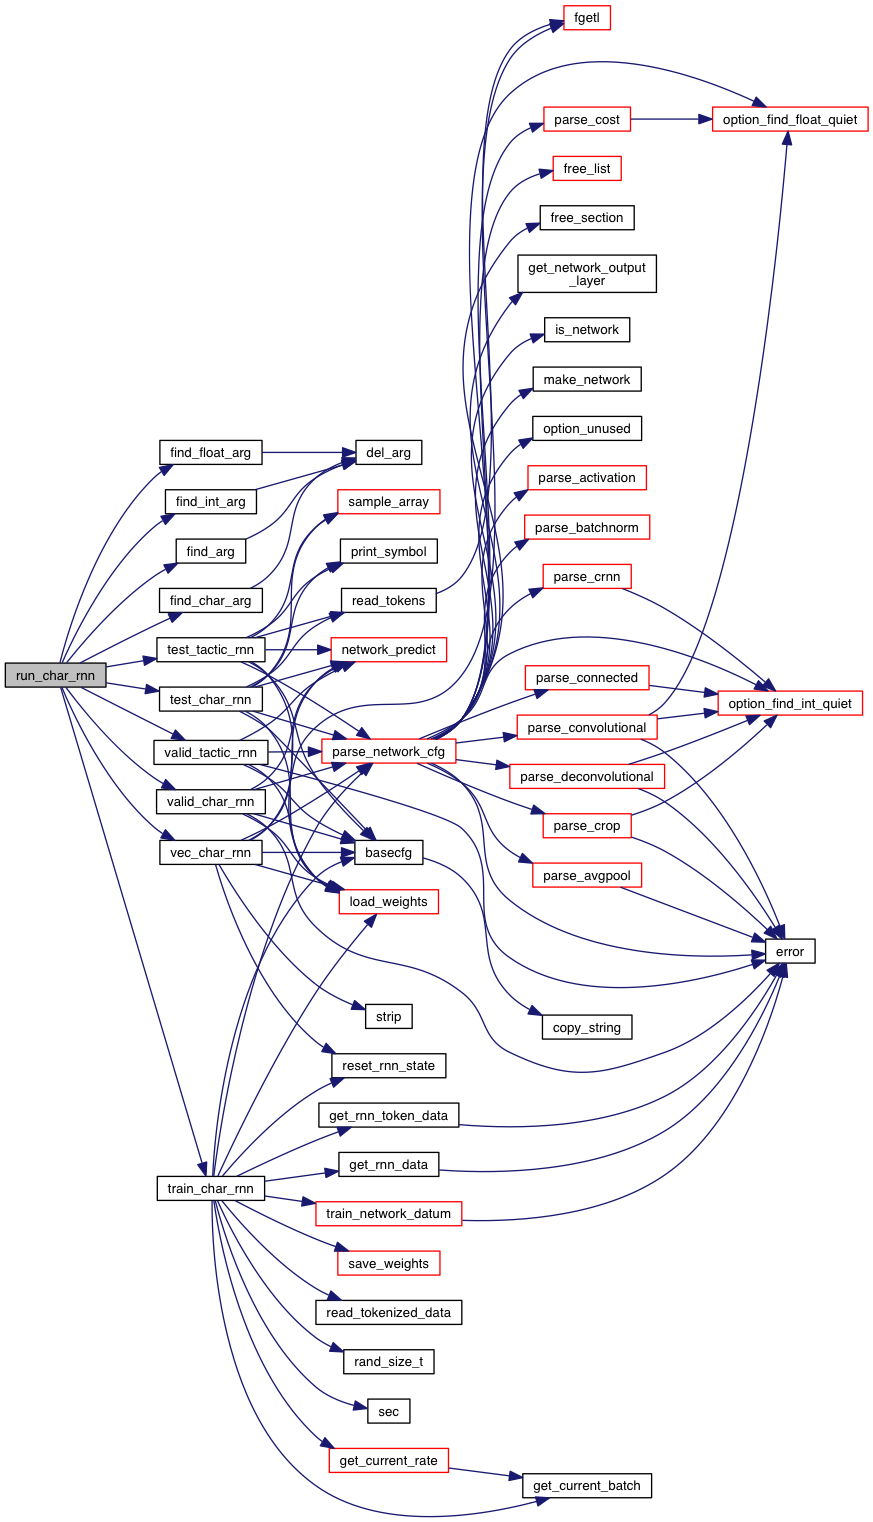 run_char_rnn
find_float_arg
find_int_arg
find_arg
find_char_arg
test_tactic_rnn
test_char_rnn
valid_tactic_rnn
valid_char_rnn
vec_char_rnn
train_char_rnn
del_arg
sample_array
print_symbol
read_tokens
network_predict
parse_network_cfg
basecfg
load_weights
strip
reset_rnn_state
get_rnn_token_data
get_rnn_data
train_network_datum
save_weights
read_tokenized_data
rand_size_t
sec
get_current_rate
fgetl
parse_cost
free_list
free_section
get_network_output
_layer
is_network
make_network
option_unused
parse_activation
parse_batchnorm
parse_crnn
parse_connected
parse_convolutional
parse_deconvolutional
parse_crop
parse_avgpool
copy_string
get_current_batch
option_find_float_quiet
option_find_int_quiet
error